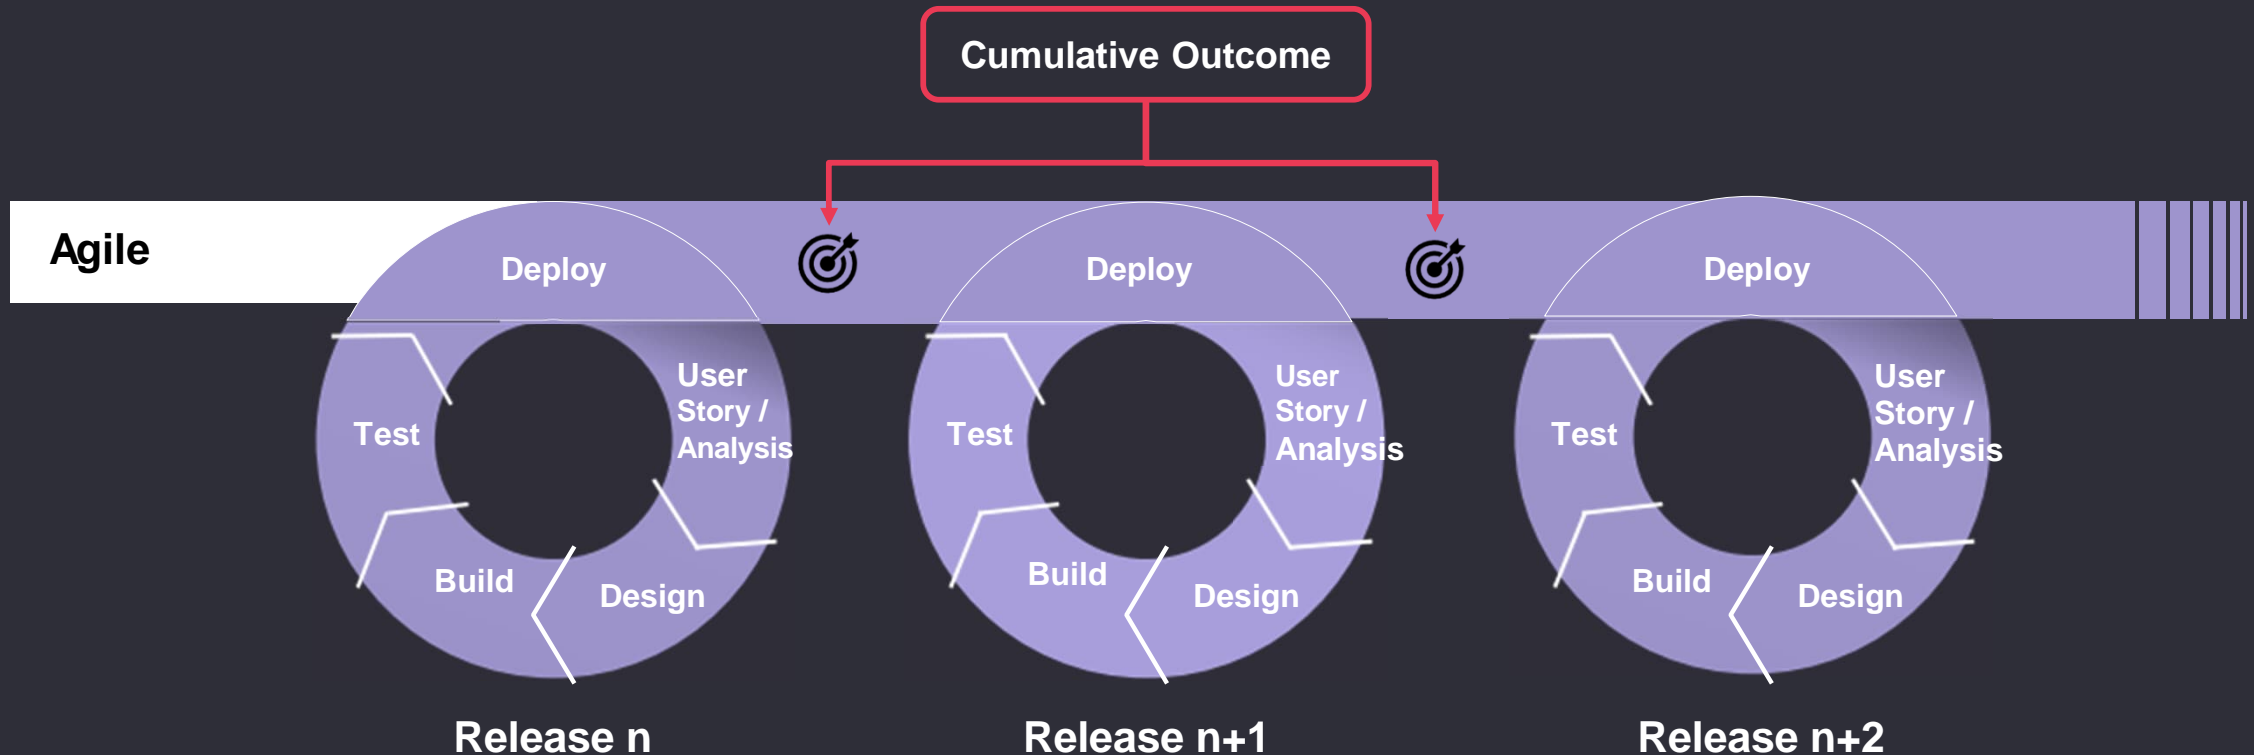 Cumulative Outcome
Agile
Deploy
Deploy
Deploy
User
Story /
Analysis
Test
Build
Design
User
Story /
Analysis
Test
Build
Design
User
Story /
Analysis
Test
Build
Design
Release n
Release n+1
Release n+2